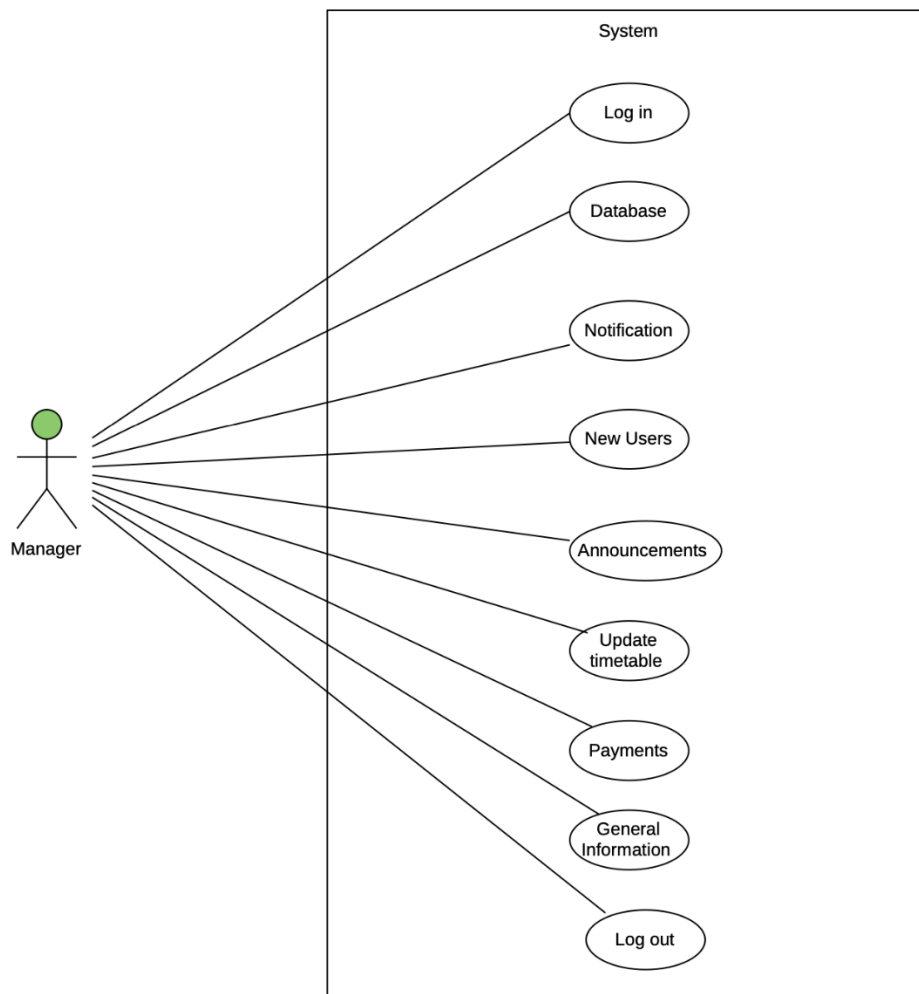 System
Log in
Database
Notification
New Users
Manager
Announcements
Update
timetable
Payments
General
Information
Log out